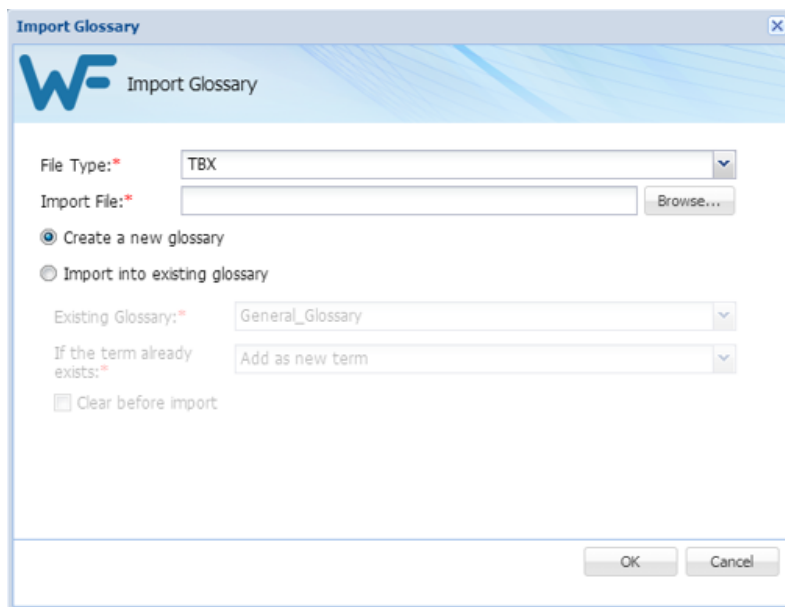 Import Glossary
WF Import Glossary
File Type:* TBX
Import File:* Browse...
Create a new glossary
Import into existing glossary
Existing Glossary:* General_Glossary
If the term already
exists:* Add as new term
Clear before import
OK Cancel